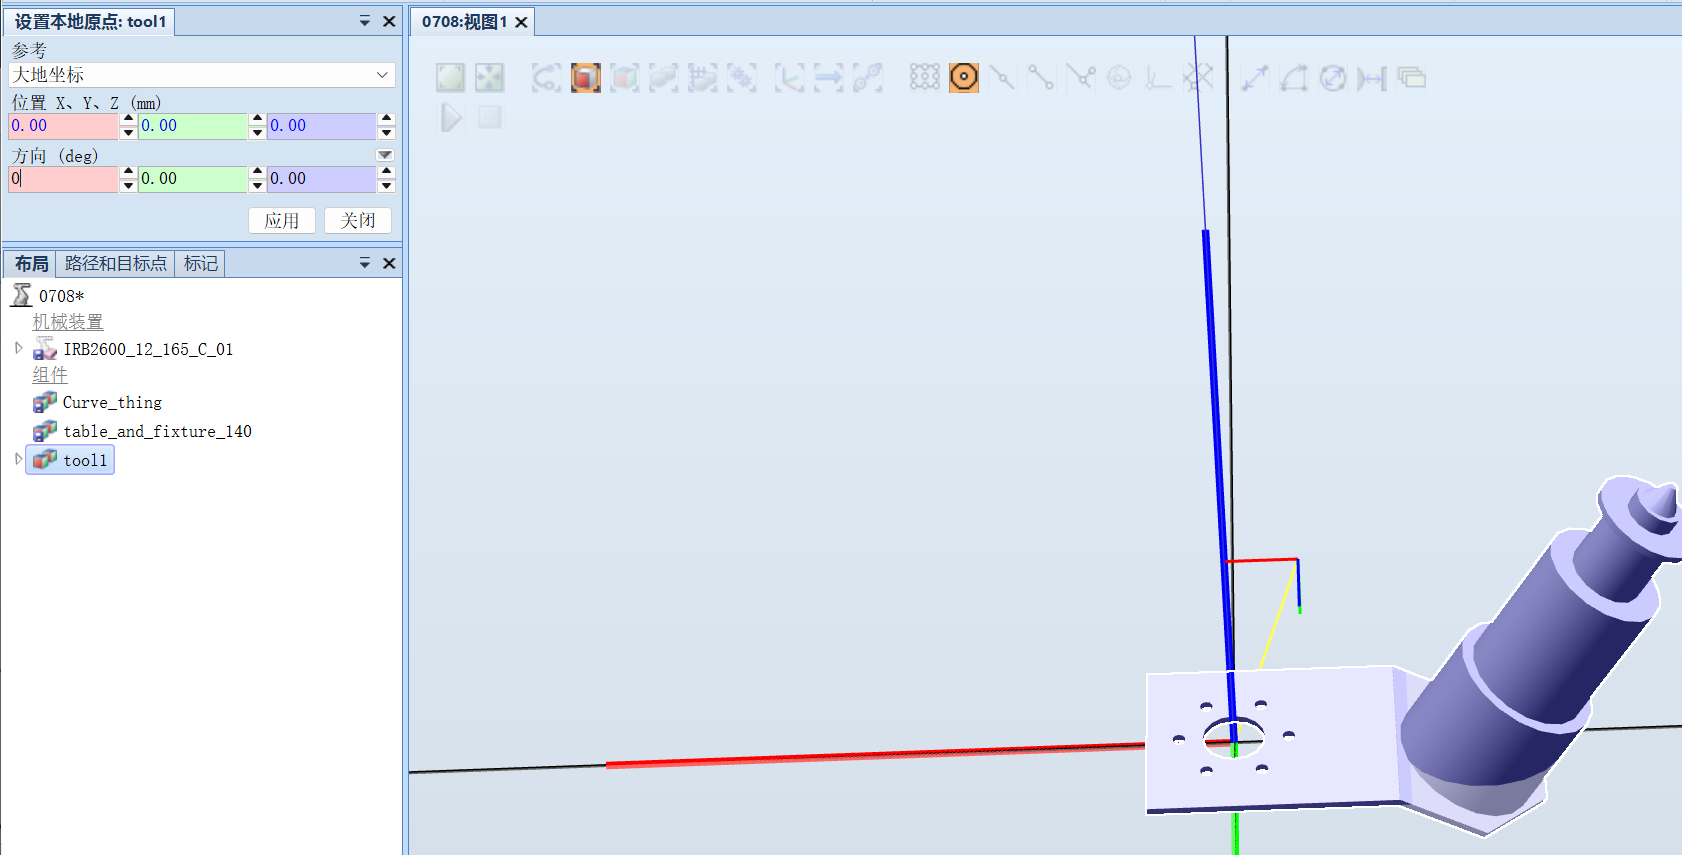 设置本地原点: tool1
参考
大地坐标
位置 X、Y、Z (mm)
0.00 0.00 0.00
方向 (deg)
0 0.00 0.00
应用 关闭
布局 路径和目标点 标记
0708*
机械装置
IRB2600_12_165_C_01
组件
Curve_thing
table_and_fixture_140
tool1
0708:视图1